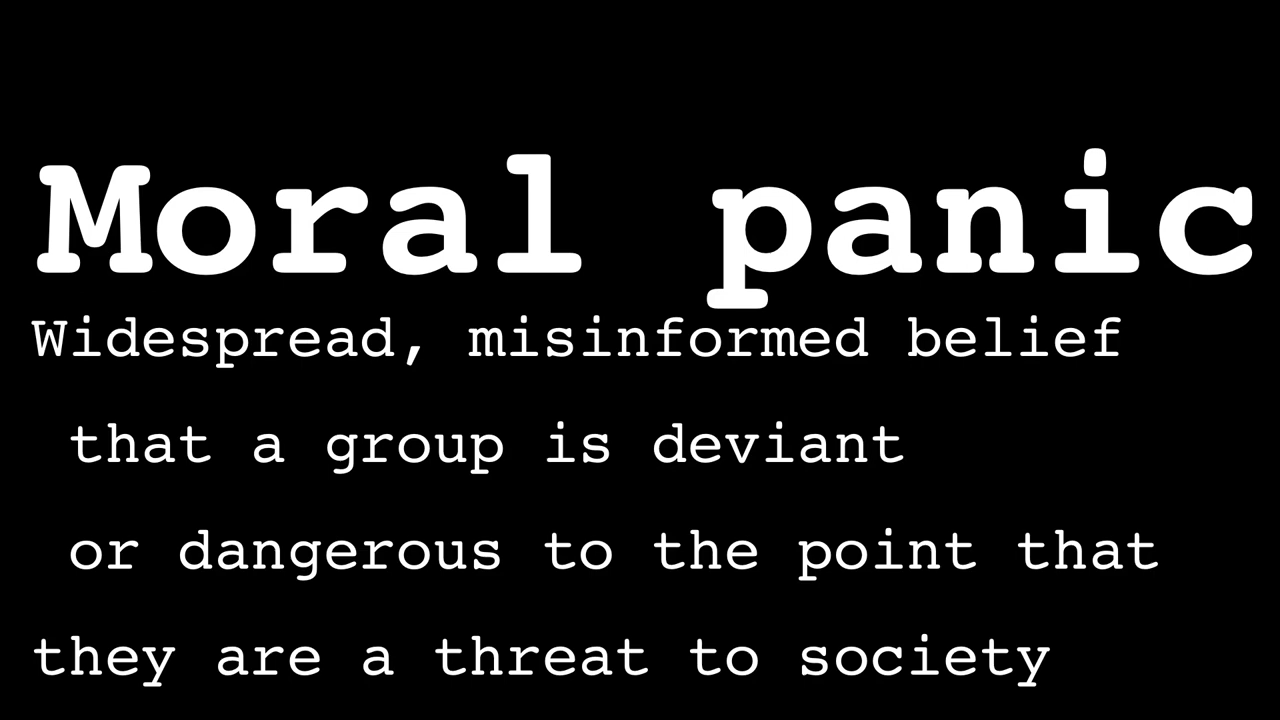 Moral panic
Widespread, misinformed belief
that a group is deviant
or dangerous to the point that
they are a threat to society